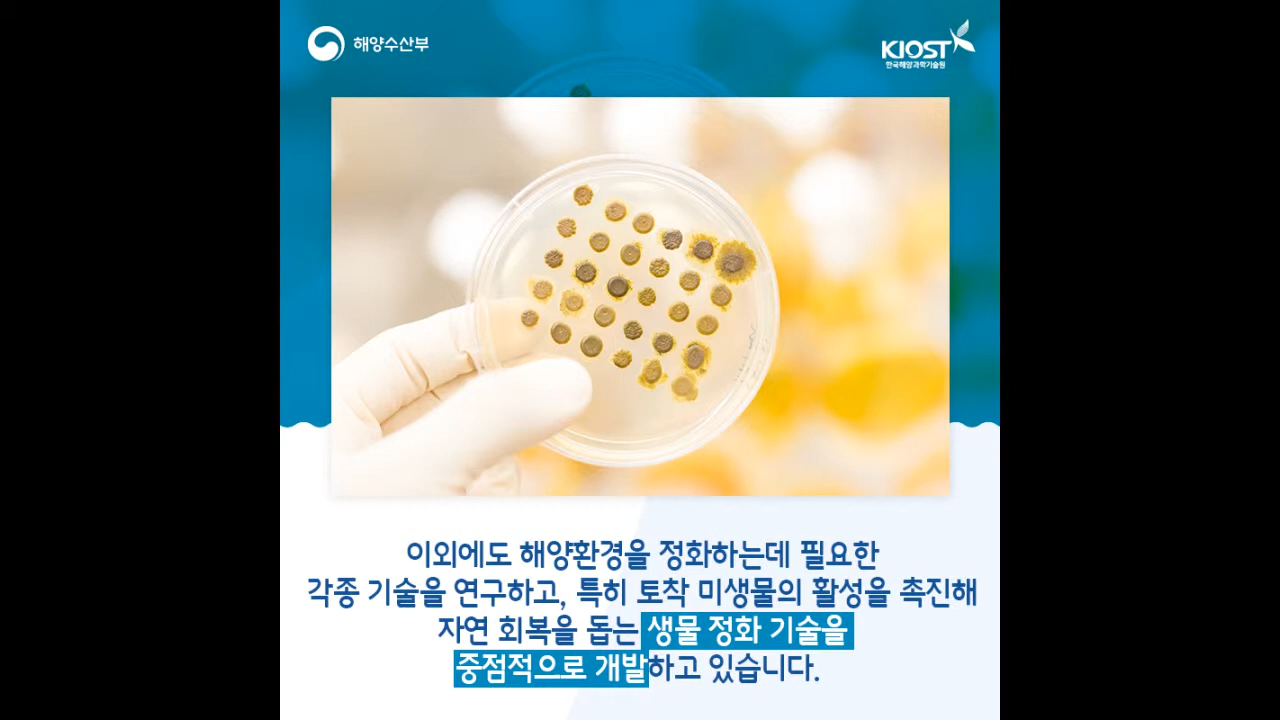 해양수산부
KIOST
한국해양과학기술원
이외에도 해양환경을 정화하는데 필요한
각종 기술을 연구하고, 특히 토착 미생물의 활성을 촉진해
자연 회복을 돕는 생물 정화 기술을
중점적으로 개발하고 있습니다.